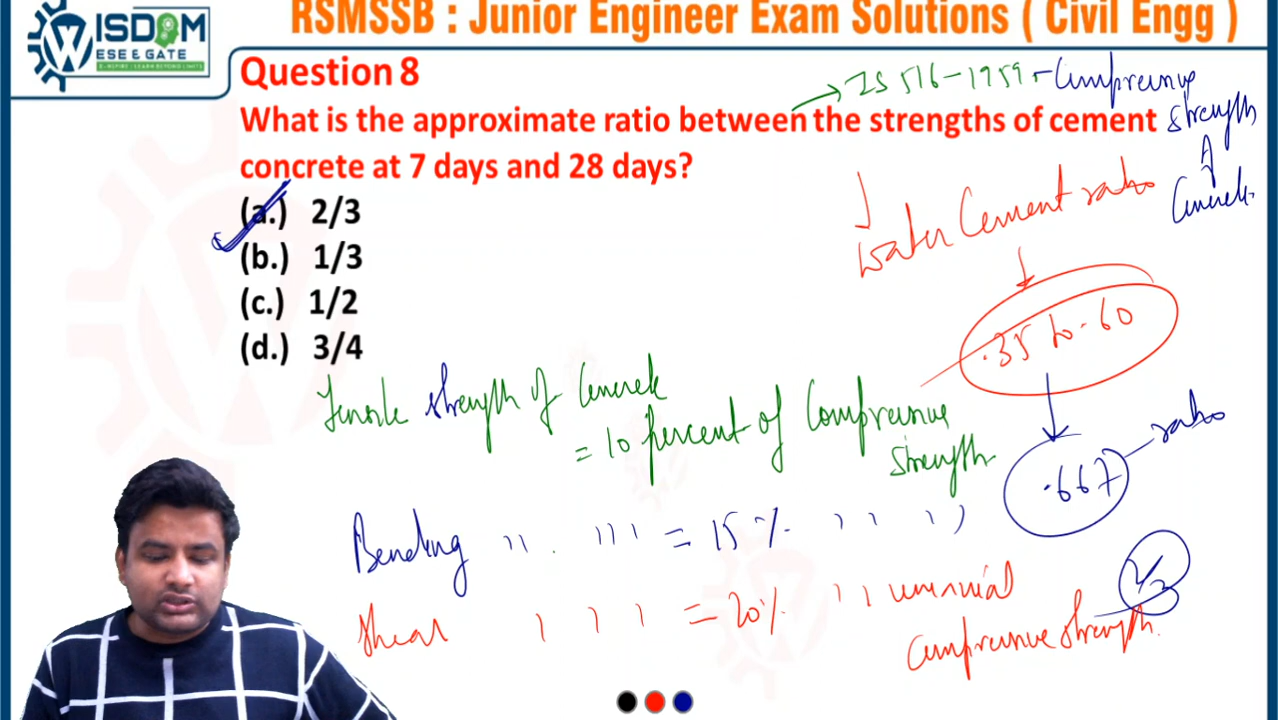 RSMSSB : Junior Engineer Exam Solutions ( Civil Engg )
WISDOM
ESE & GATE
Question 8
IS 516-1959 - Compressive
strength
of
Concrete
What is the approximate ratio between the strengths of cement
concrete at 7 days and 28 days?
(a.) 2/3
(b.) 1/3
(c.) 1/2
(d.) 3/4
Water Cement ratio
.35 to .60
.667 ratio
Tensile strength of Concrete
= 10 percent of Compressive
strength
Bending " " = 15% " "
Shear " " = 20% " uniaxial
Compressive strength.
2/3